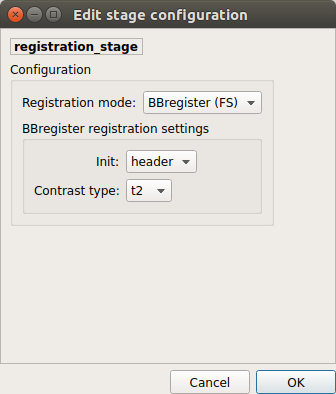 Edit stage configuration
registration_stage
Configuration
Registration mode: BBregister (FS)
BBregister registration settings
Init: header
Contrast type: t2
Cancel OK